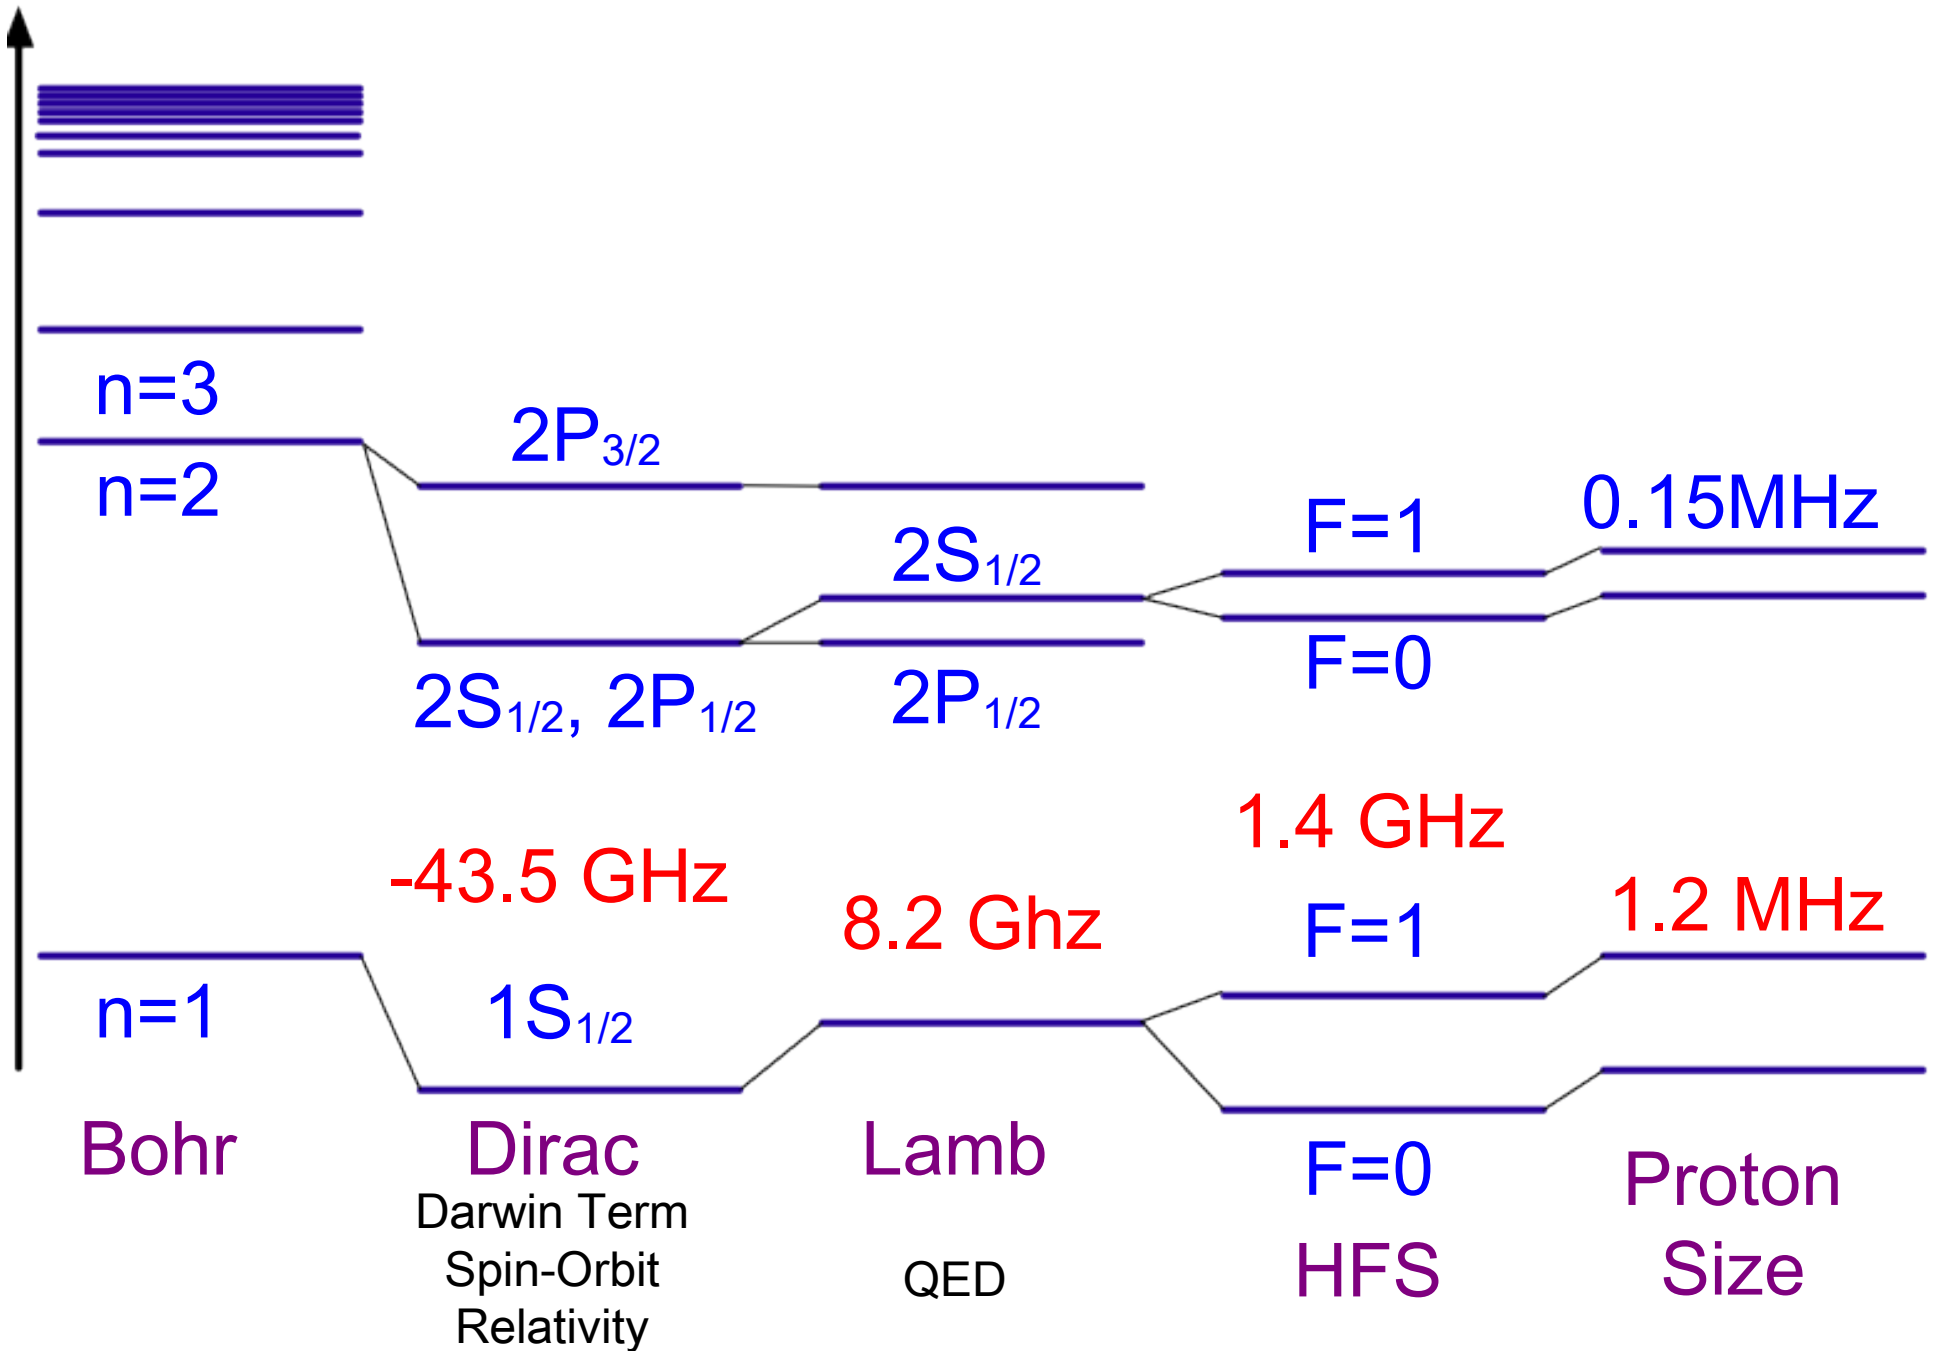 n=3
n=2
n=1
2P3/2
2S1/2, 2P1/2
-43.5 GHz
1S1/2
2S1/2
2P1/2
8.2 Ghz
F=1
F=0
1.4 GHz
F=1
F=0
0.15MHz
1.2 MHz
Bohr
Dirac
Darwin Term
Spin-Orbit
Relativity
Lamb
QED
HFS
Proton
Size